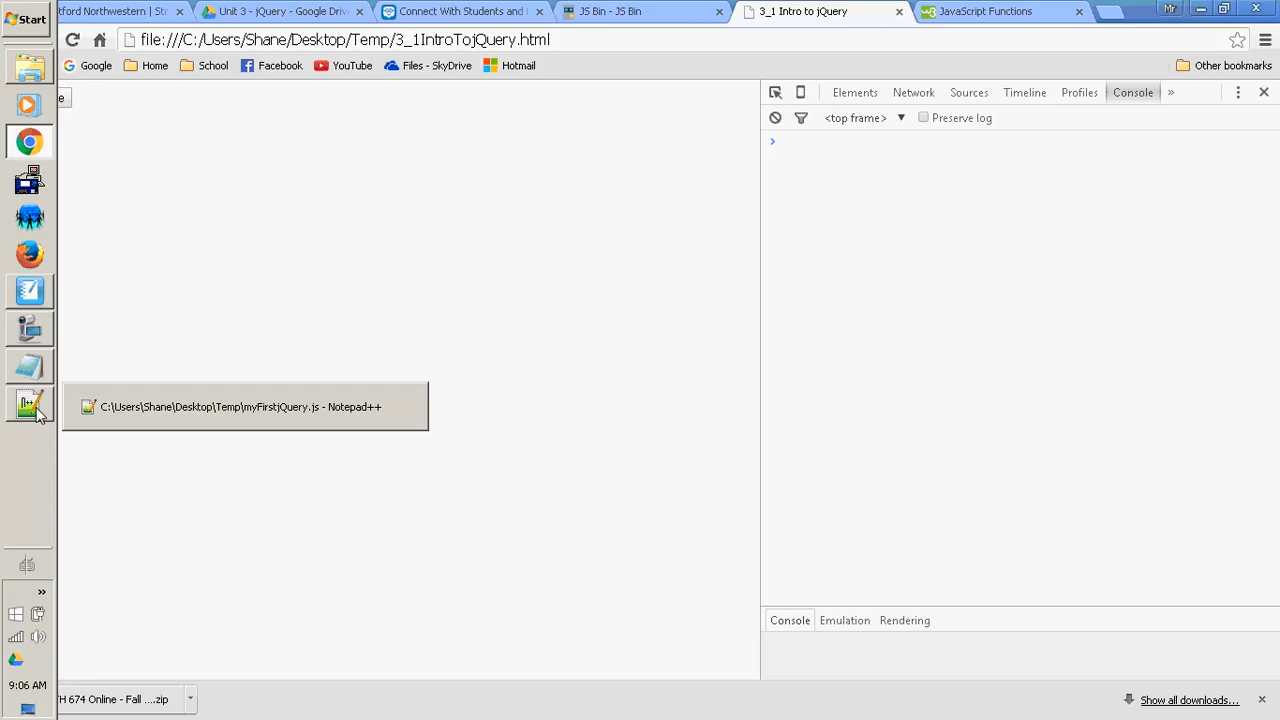 Start
tford Northwestern | St
Unit 3 - jQuery - Google Driv
Connect With Students and
JS Bin - JS Bin
3_1 Intro to jQuery
JavaScript Functions
Mr
file:///C:/Users/Shane/Desktop/Temp/3_1IntroTojQuery.html
Google
Home
School
Facebook
YouTube
Files - SkyDrive
Hotmail
Other bookmarks
e
Elements
Network
Sources
Timeline
Profiles
Console
»
<top frame>
Preserve log
C:\Users\Shane\Desktop\Temp\myFirstjQuery.js - Notepad++
Console
Emulation
Rendering
»
9:06 AM
TH 674 Online - Fall ....zip
Show all downloads...